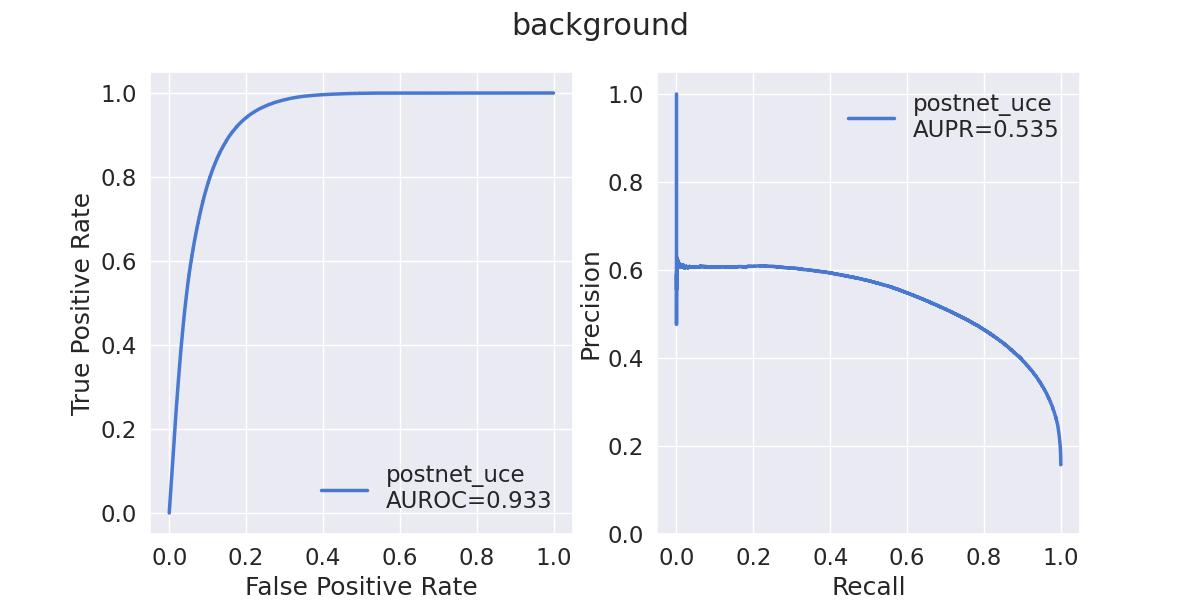 background
True Positive Rate
1.0
0.8
0.6
0.4
0.2
0.0
postnet_uce
AUROC=0.933
0.0 0.2 0.4 0.6 0.8 1.0
False Positive Rate
Precision
1.0
0.8
0.6
0.4
0.2
0.0
postnet_uce
AUPR=0.535
0.0 0.2 0.4 0.6 0.8 1.0
Recall